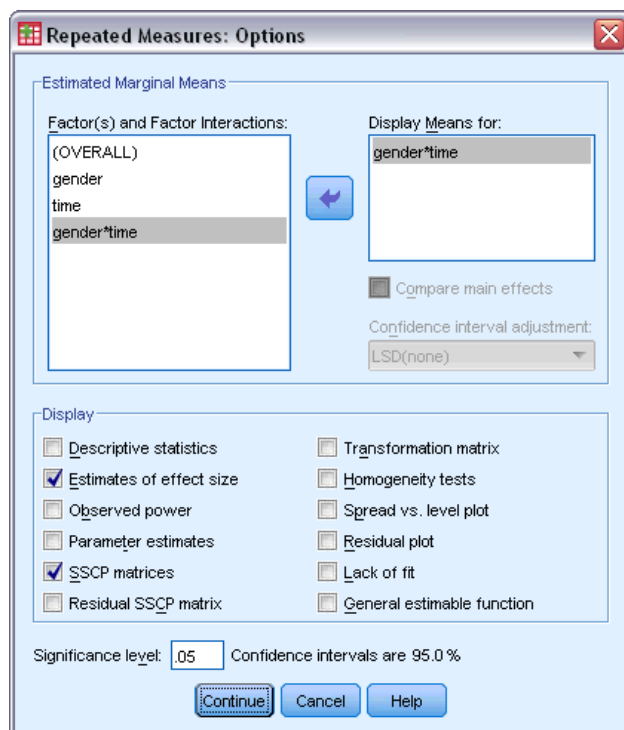 Repeated Measures: Options
Estimated Marginal Means
Factor(s) and Factor Interactions:
(OVERALL)
gender
time
gender*time
Display Means for:
gender*time
Compare main effects
Confidence interval adjustment:
LSD(none)
Display
Descriptive statistics
Estimates of effect size
Observed power
Parameter estimates
SSCP matrices
Residual SSCP matrix
Transformation matrix
Homogeneity tests
Spread vs. level plot
Residual plot
Lack of fit
General estimable function
Significance level: .05 Confidence intervals are 95.0 %
Continue Cancel Help